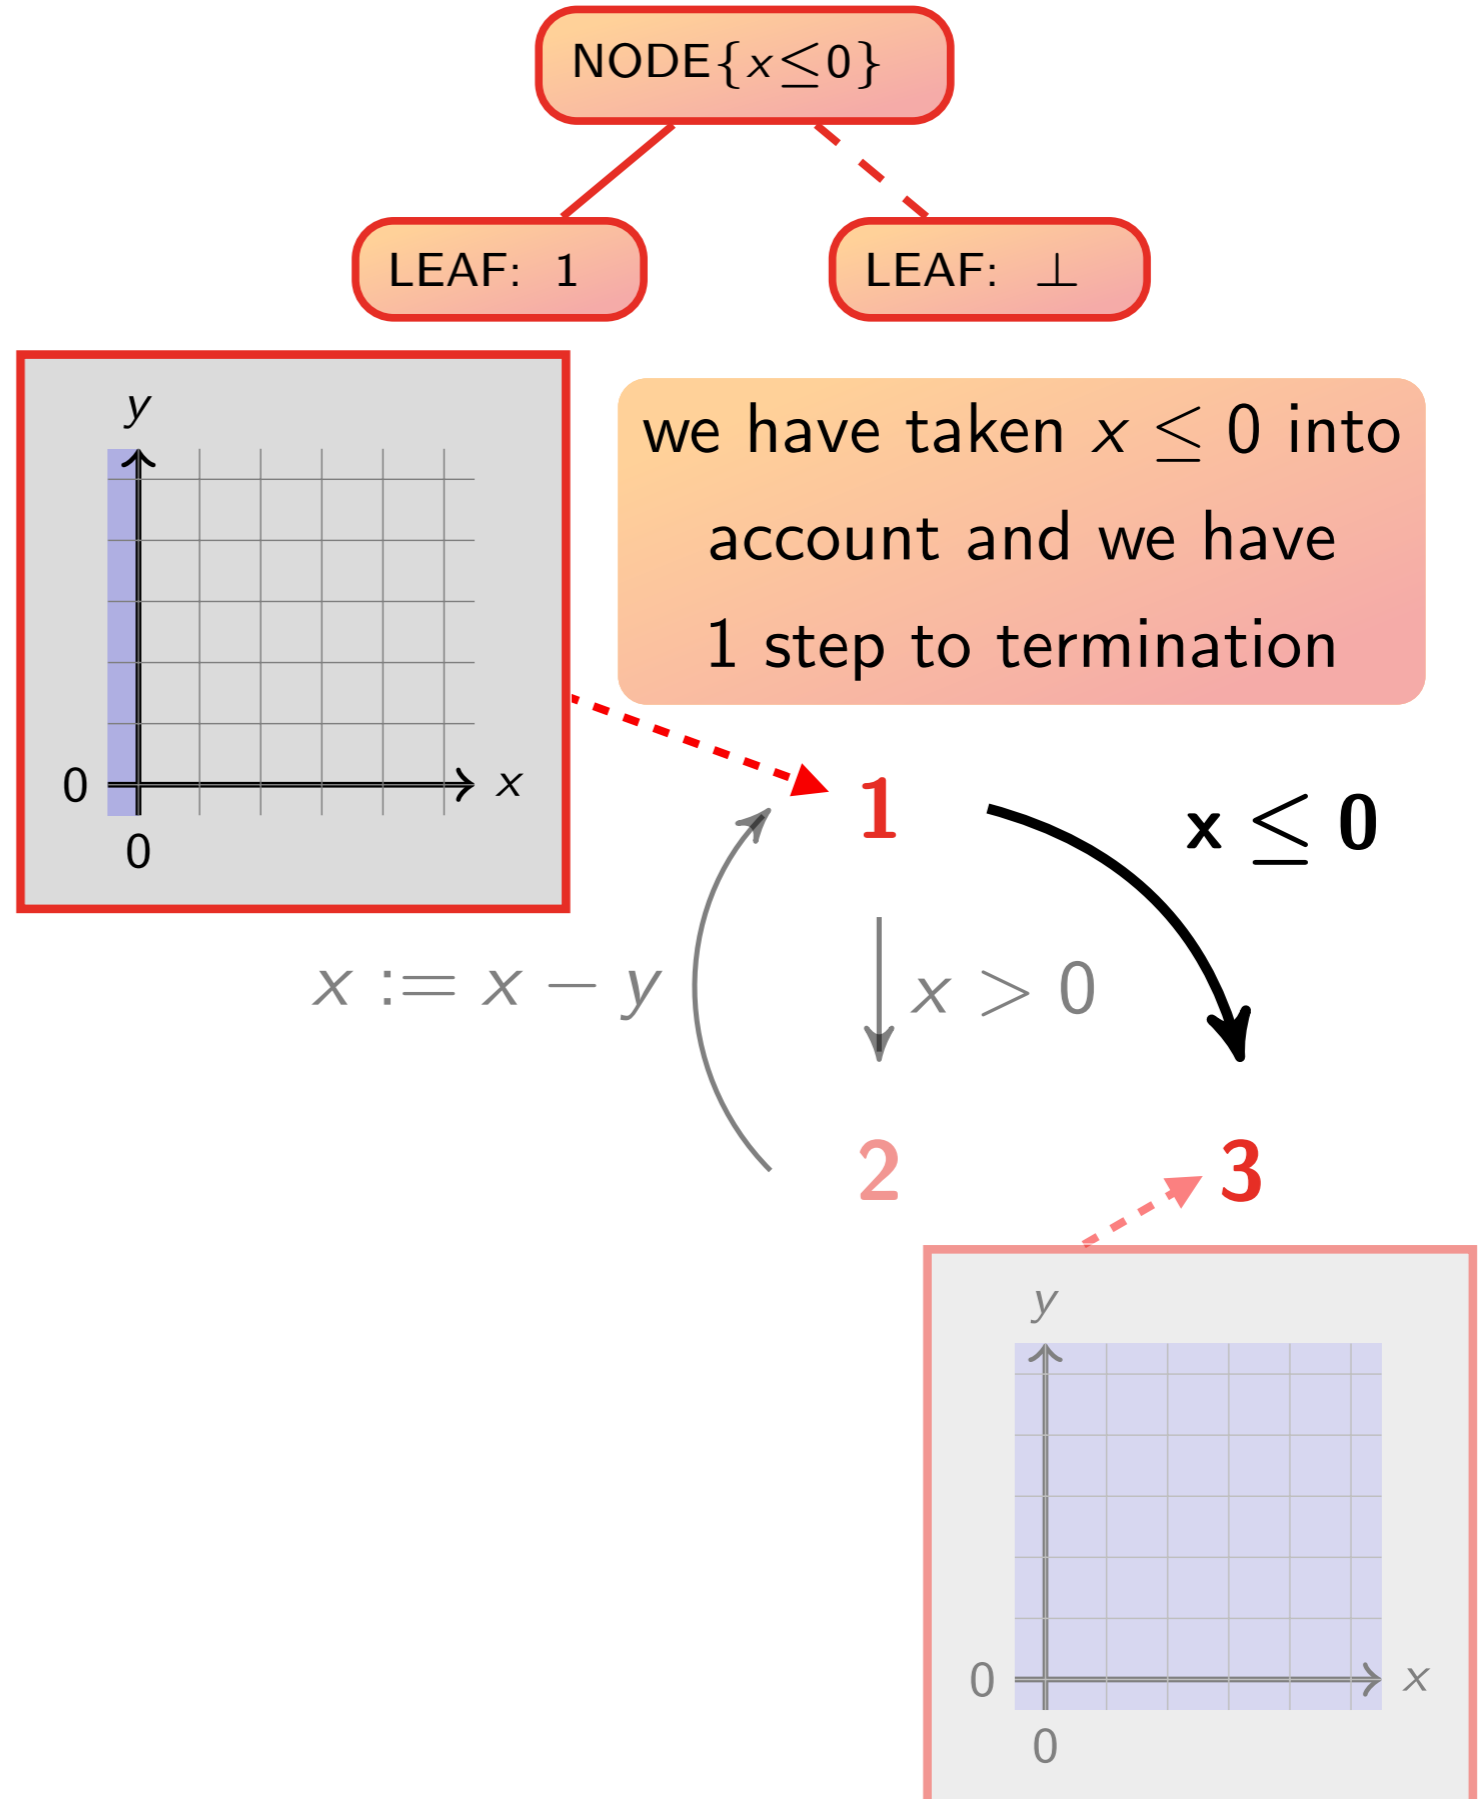 NODE{x≤0}
LEAF: 1
LEAF: ⊥
y
x
0
0
we have taken x ≤ 0 into
account and we have
1 step to termination
1
x ≤ 0
x := x − y
x > 0
2
3
y
x
0
0